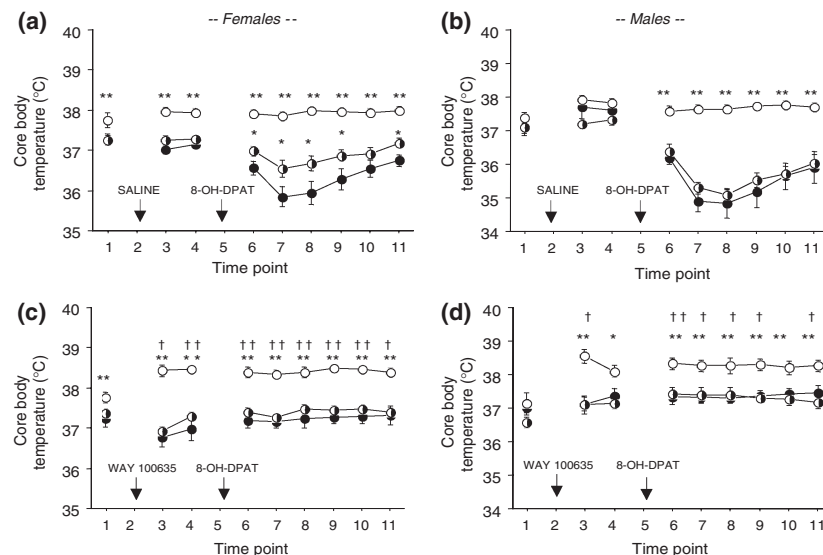 (a)
-- Females --
** ** ** ** ** ** ** ** **
* * * * *
Core body
temperature (°C)
40
39
38
37
36
35
SALINE
8-OH-DPAT
1 2 3 4 5 6 7 8 9 10 11
Time point
(b)
-- Males --
** ** ** ** ** **
Core body
temperature (°C)
40
39
38
37
36
35
34
SALINE
8-OH-DPAT
1 2 3 4 5 6 7 8 9 10 11
Time point
(c)
† †† †† †† †† †† †† †
** ** ** ** ** ** ** ** **
Core body
temperature (°C)
40
39
38
37
36
35
WAY 100635
8-OH-DPAT
1 2 3 4 5 6 7 8 9 10 11
Time point
(d)
† †† † † † †
** * ** ** ** ** ** **
Core body
temperature (°C)
40
39
38
37
36
35
34
WAY 100635
8-OH-DPAT
1 2 3 4 5 6 7 8 9 10 11
Time point